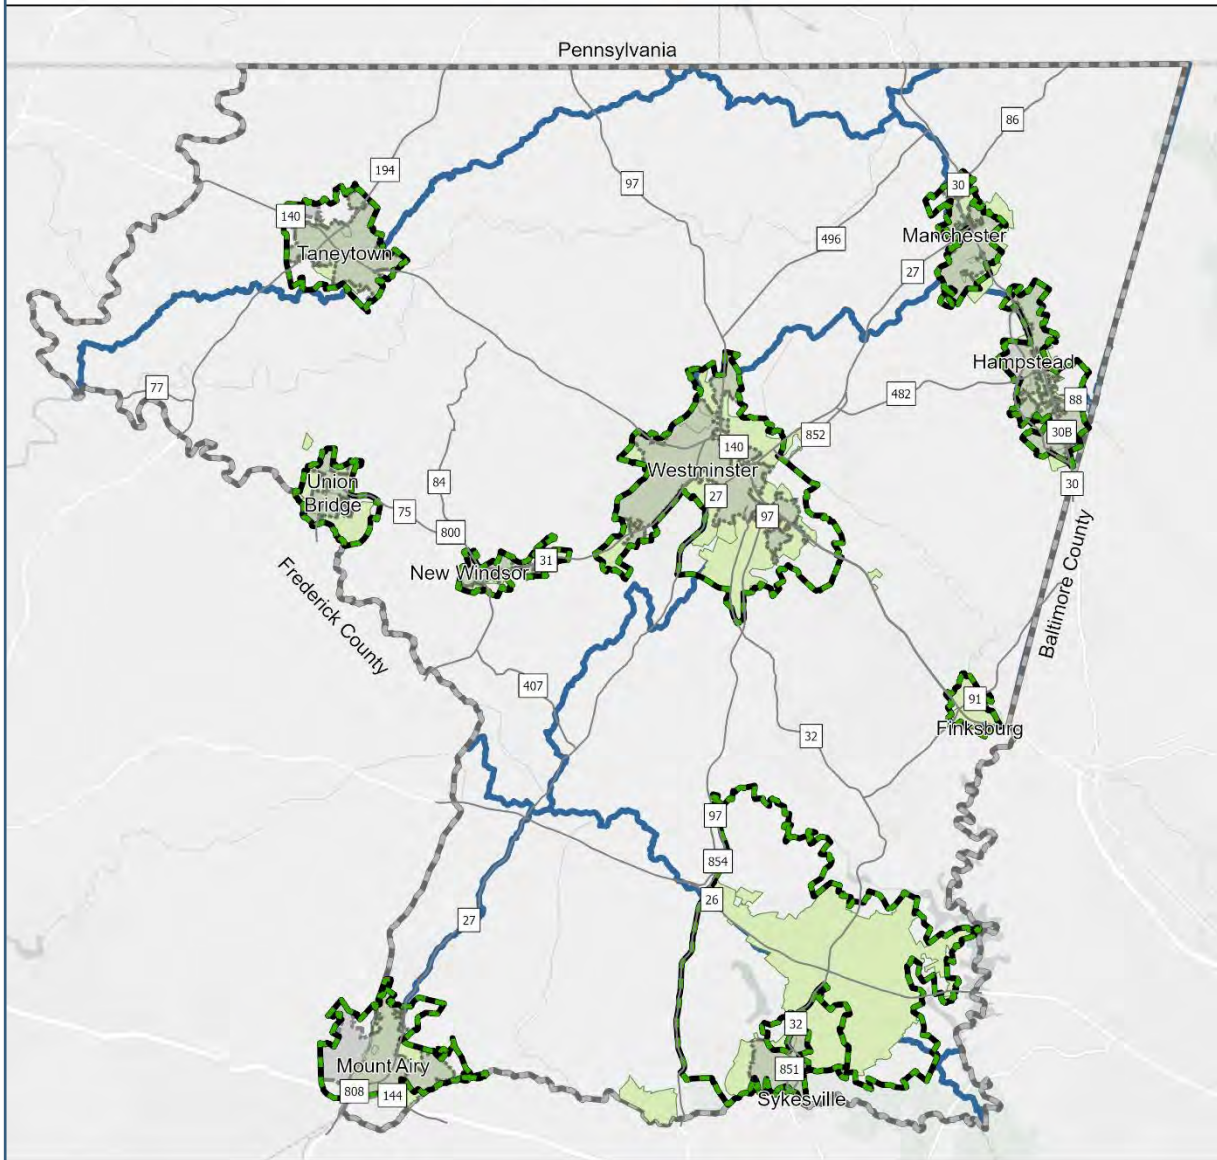 Pennsylvania
86
194
97
30
140
Manchester
496
Taneytown
27
Hampstead
77
482
88
852
30B
140
Westminster
Union
Bridge
84
27
30
75
97
800
31
New Windsor
Frederick County
Baltimore County
407
91
32
Finksburg
97
854
26
27
32
Mount Airy
851
808
144
Sykesville